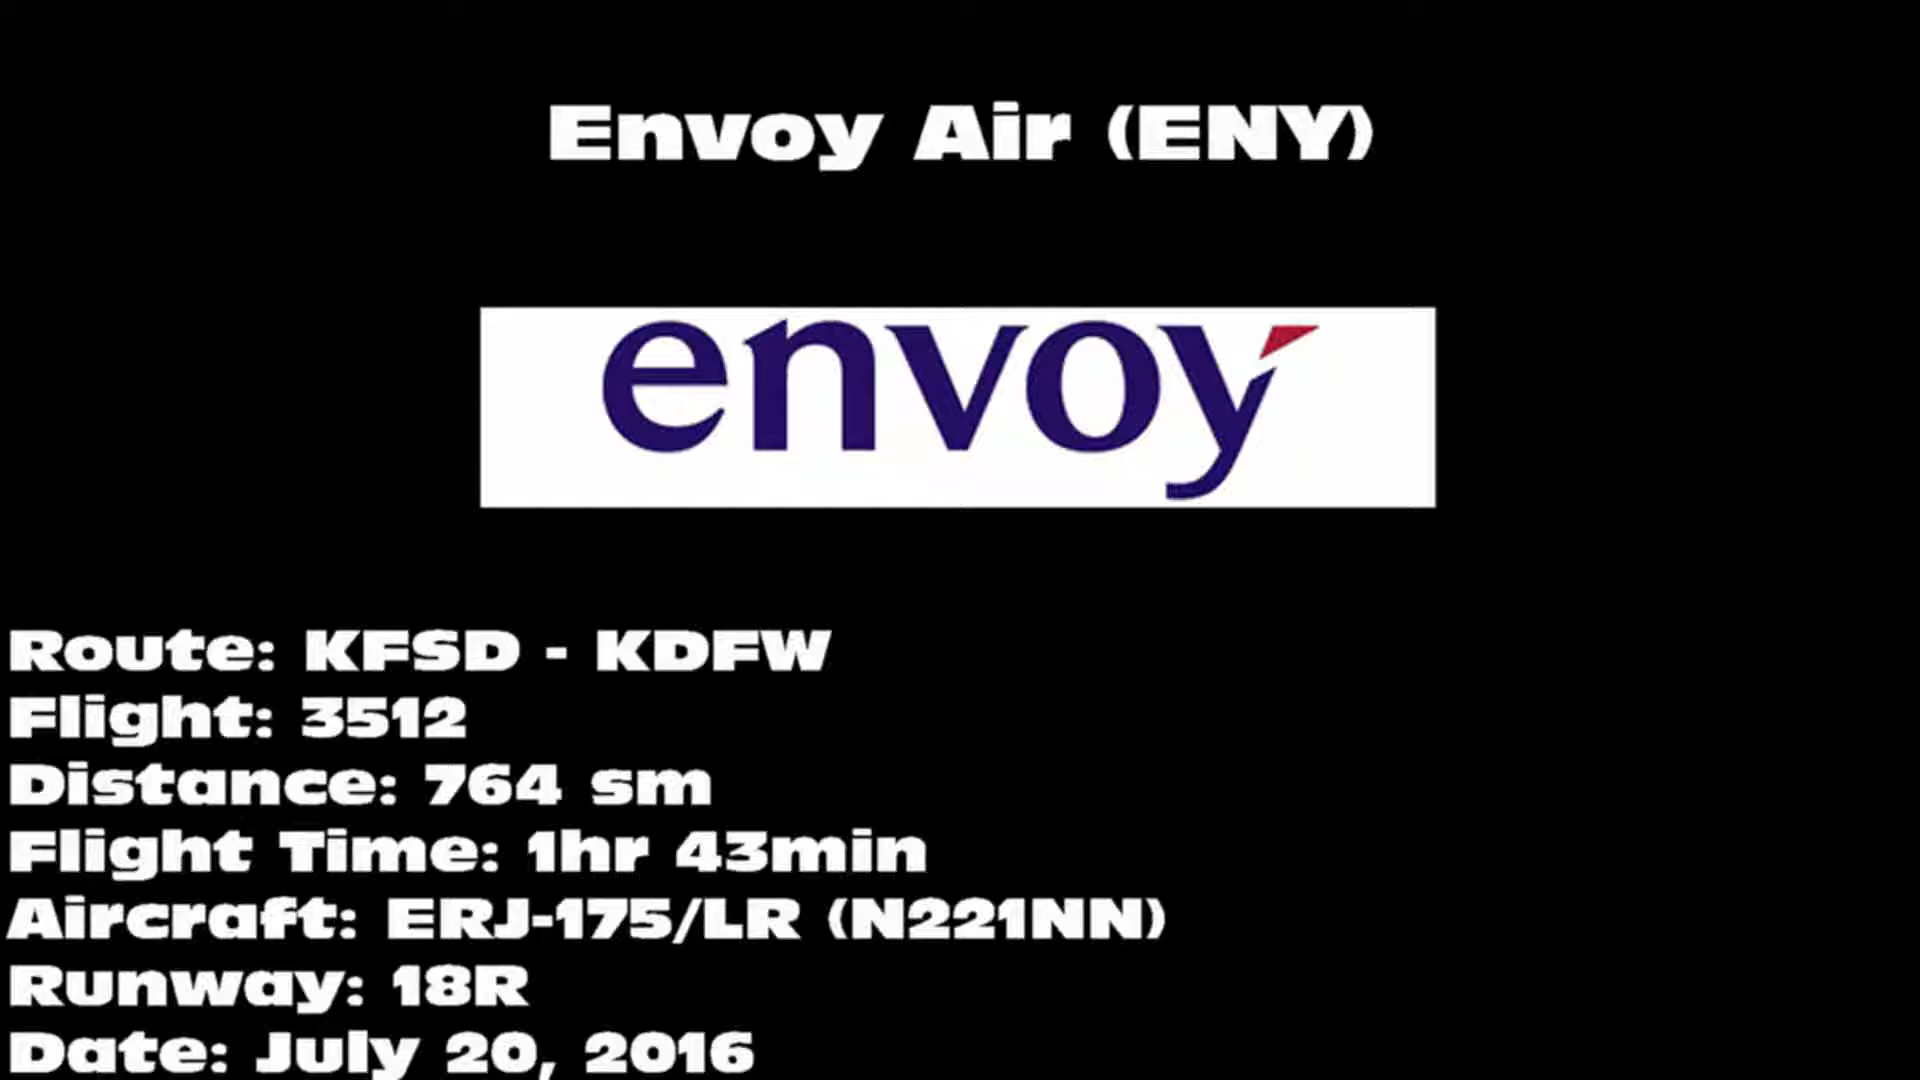 Envoy Air (ENY)
envoy
Route: KFSD - KDFW
Flight: 3512
Distance: 764 sm
Flight Time: 1hr 43min
Aircraft: ERJ-175/LR (N221NN)
Runway: 18R
Date: July 20, 2016